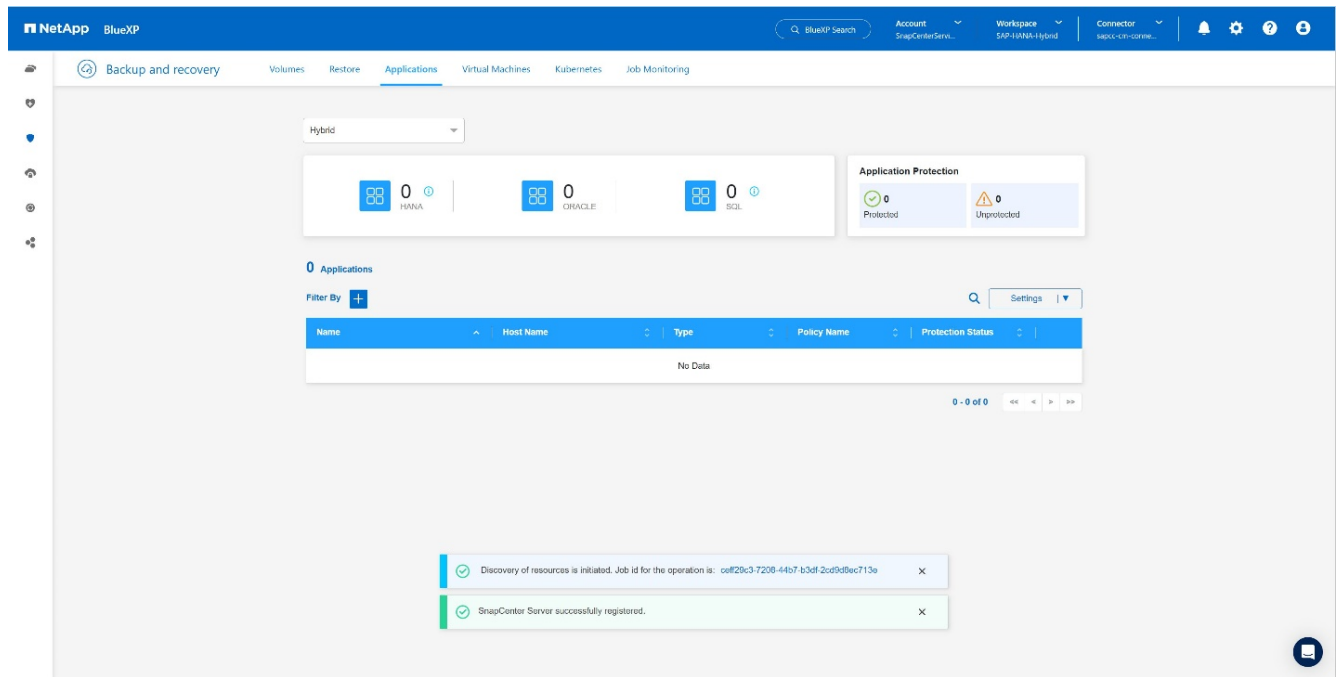 NetApp BlueXP
BlueXP Search
Account
SnapCenterServi...
Workspace
SAP-HANA-Hybrid
Connector
sapcc-cm-conne...
Backup and recovery
Volumes Restore Applications Virtual Machines Kubernetes Job Monitoring
Hybrid
0
HANA
0
ORACLE
0
SQL
Application Protection
0
Protected
0
Unprotected
0 Applications
Filter By
Settings
Name Host Name Type Policy Name Protection Status
No Data
0 - 0 of 0 << < > >>
Discovery of resources is initiated. Job id for the operation is: ceff29c3-7208-44b7-b3df-2cd9d8ec713e
SnapCenter Server successfully registered.